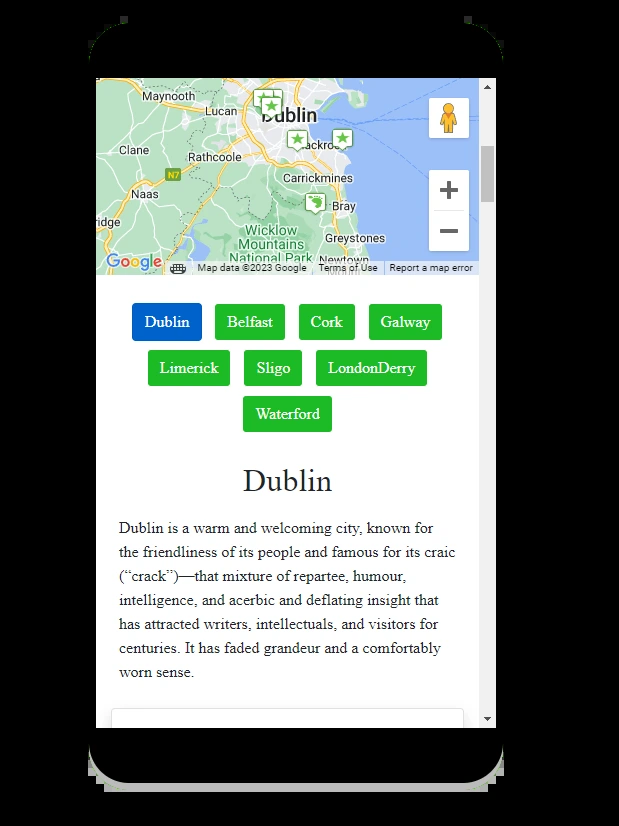 Maynooth
Lucan
Dublin
Clane
Rathcoole
N7
Carrickmines
Naas
Bray
Wicklow
Mountains
National Park
Greystones
Newtown
Google
Map data ©2023 Google
Terms of Use
Report a map error
Dublin Belfast Cork Galway
Limerick Sligo LondonDerry
Waterford
Dublin
Dublin is a warm and welcoming city, known for
the friendliness of its people and famous for its craic
(“crack”)—that mixture of repartee, humour,
intelligence, and acerbic and deflating insight that
has attracted writers, intellectuals, and visitors for
centuries. It has faded grandeur and a comfortably
worn sense.